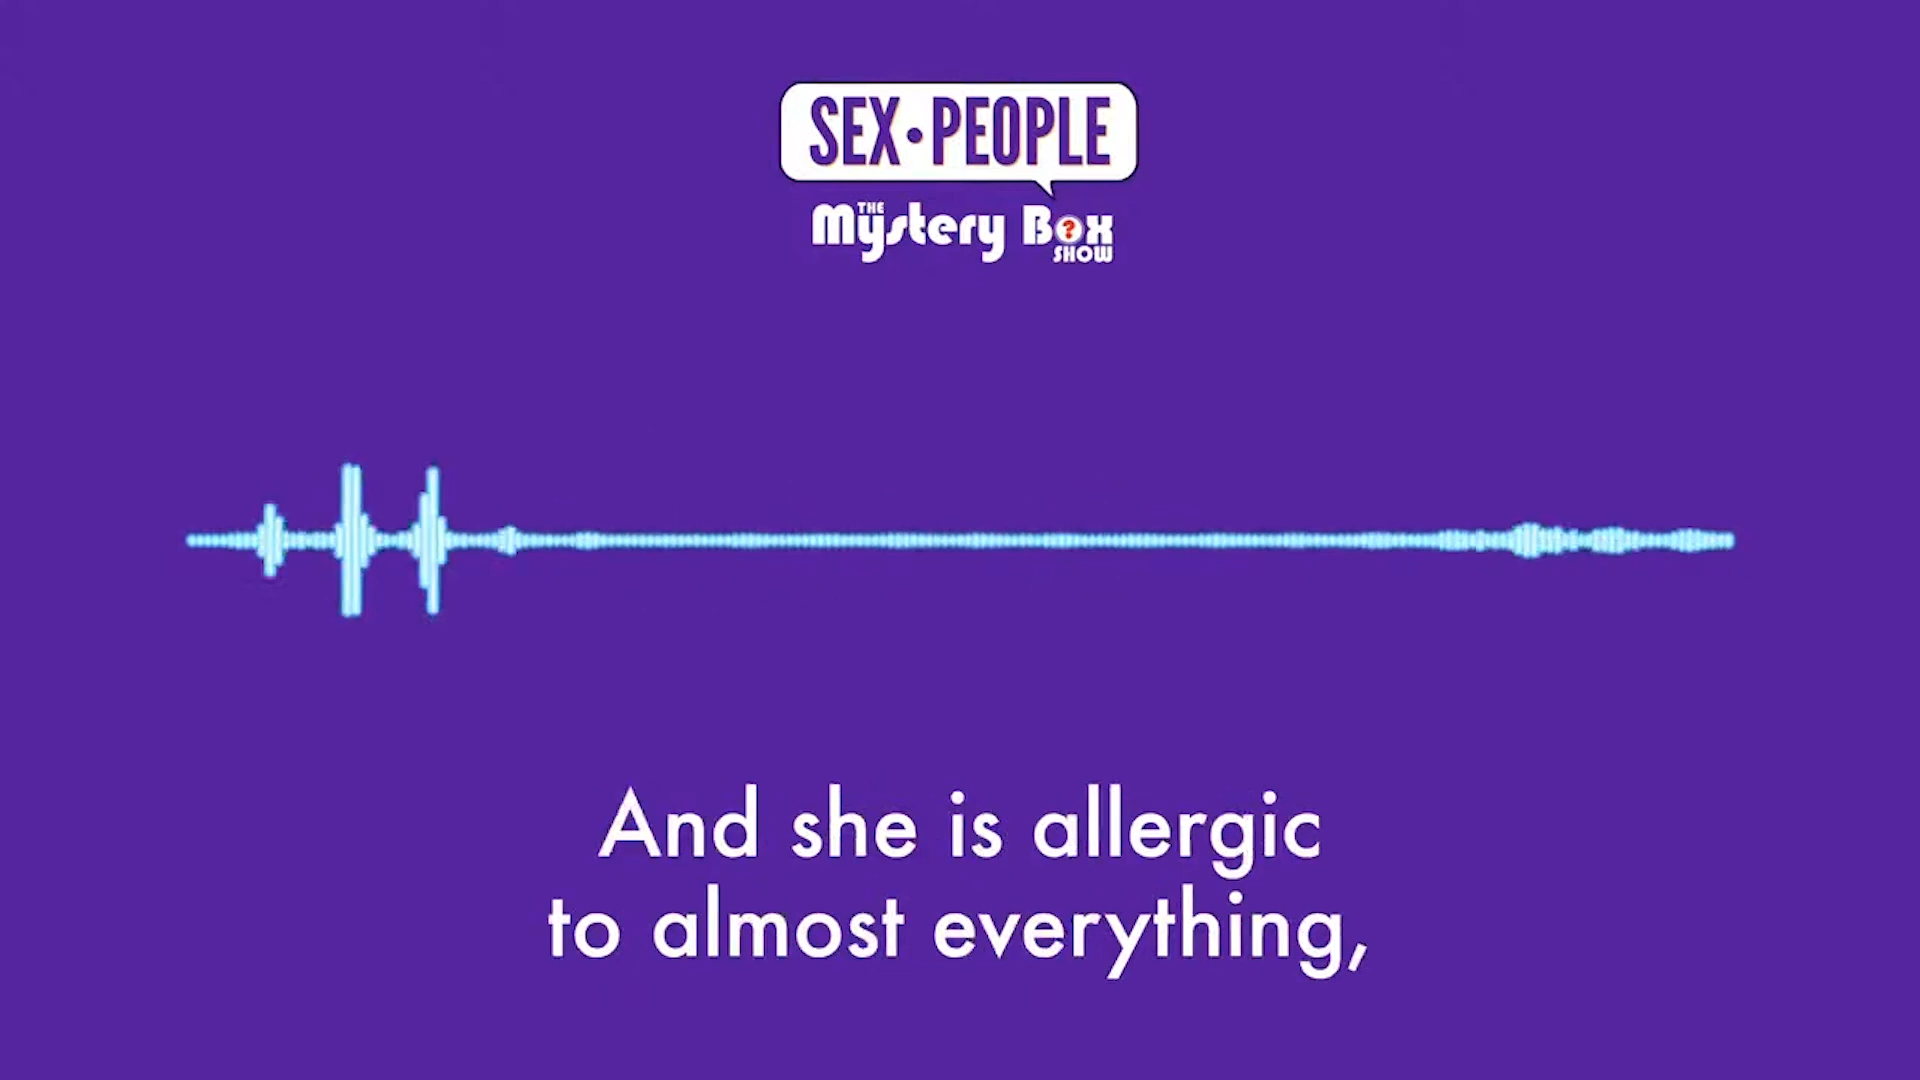 SEX•PEOPLE
THE
Mystery Box
SHOW
And she is allergic
to almost everything,